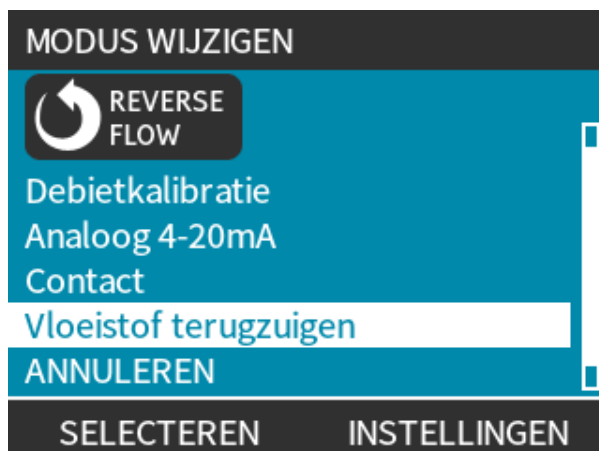 MODUS WIJZIGEN
REVERSE
FLOW
Debietkalibratie
Analoog 4-20mA
Contact
Vloeistof terugzuigen
ANNULEREN
SELECTEREN INSTELLINGEN